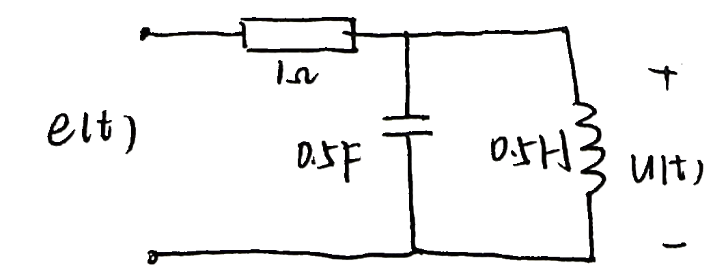 1Ω
e(t)
0.5F
0.5H
+
u(t)
-